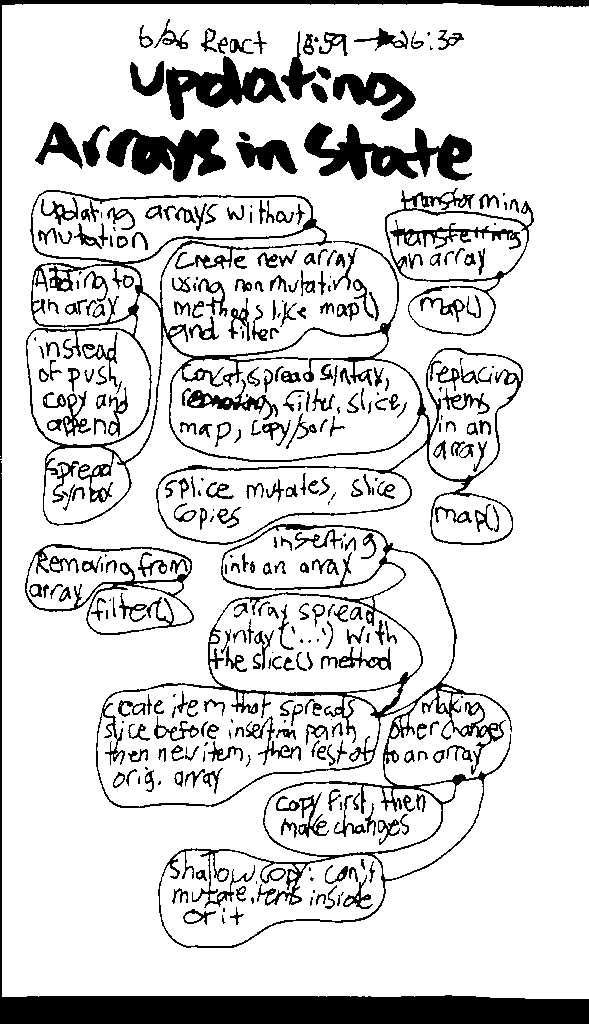 6/26 React 18:59 → 26:32
Updating
Arrays in State
Updating arrays without
mutation
Create new array
using non mutating
methods like map()
and filter
Concat, spread syntax,
filter, slice,
map, copy/sort
splice mutates, slice
copies
Adding to
an array
instead
of push,
copy and
append
spread
syntax
transforming
transferring
an array
map()
replacing
items
in an
array
map()
Removing from
array
filter()
inserting
into an array
array spread
syntax ('...') with
the slice() method
create item that spreads
slice before insertion point,
then new item, then rest of
orig. array
Making
other changes
to an array
copy first, then
make changes
shallow copy: can't
mutate items inside
of it